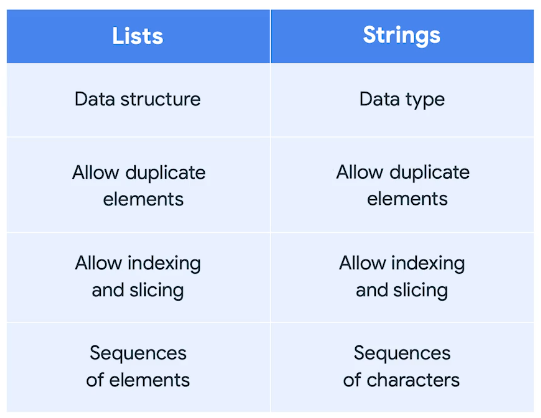 Lists
Strings
Data structure
Data type
Allow duplicate
elements
Allow duplicate
elements
Allow indexing
and slicing
Allow indexing
and slicing
Sequences
of elements
Sequences
of characters